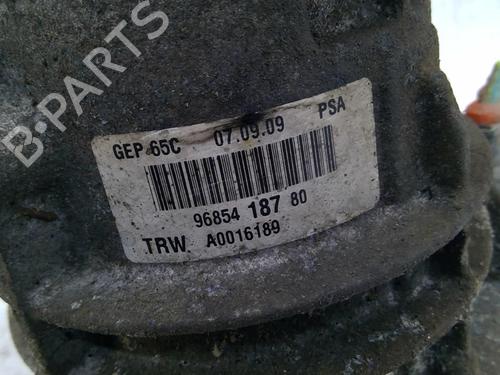 B-PARTS
GEP 65C 07.09.09 PSA
96854 187 80
TRW A0016189